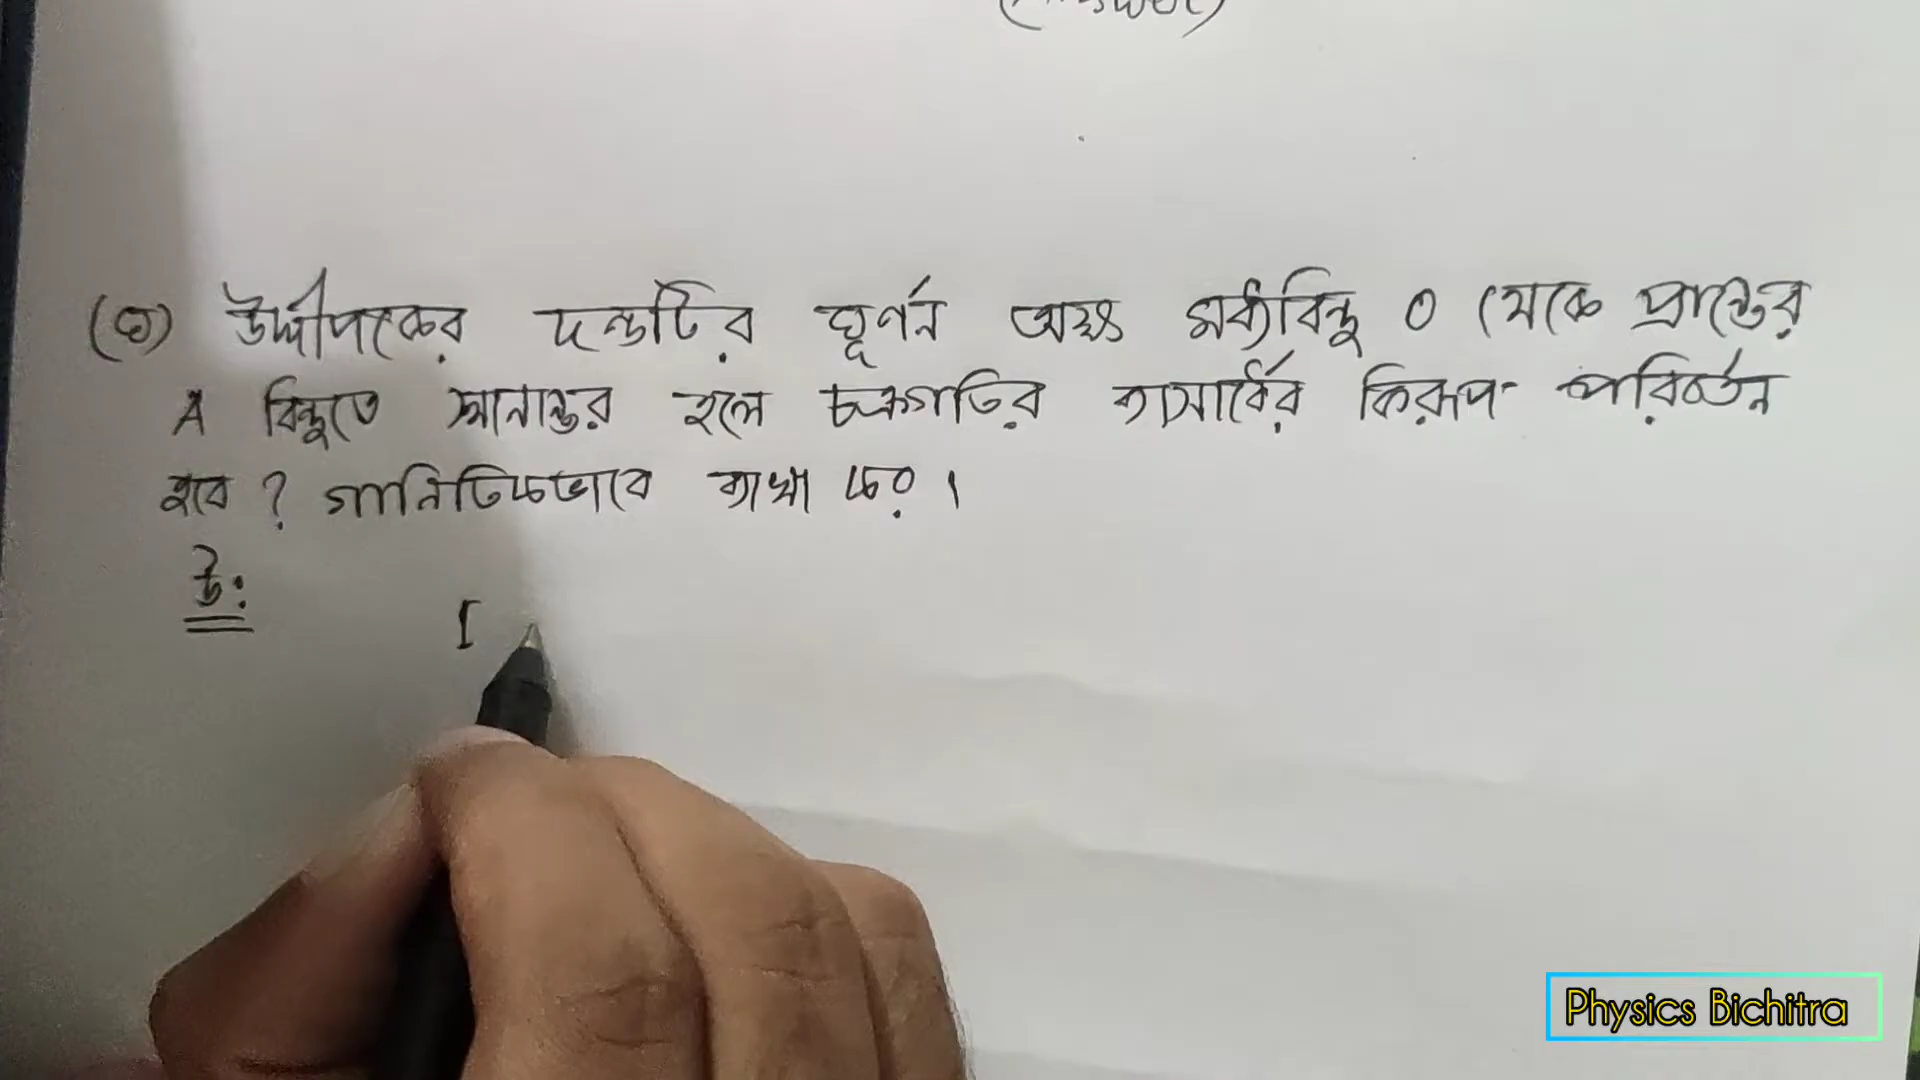 (Answer)
(ঘ) উদ্দীপকের দন্ডটির ঘূর্ণন অক্ষ মধ্যবিন্দু O থেকে প্রান্তের
A বিন্দুতে স্থানান্তর হলে চক্রগতির ব্যাসার্ধের কিরূপ পরিবর্তন
হবে ? গানিতিকভাবে ব্যাখ্যা কর ।
উ:
I
Physics Bichitra